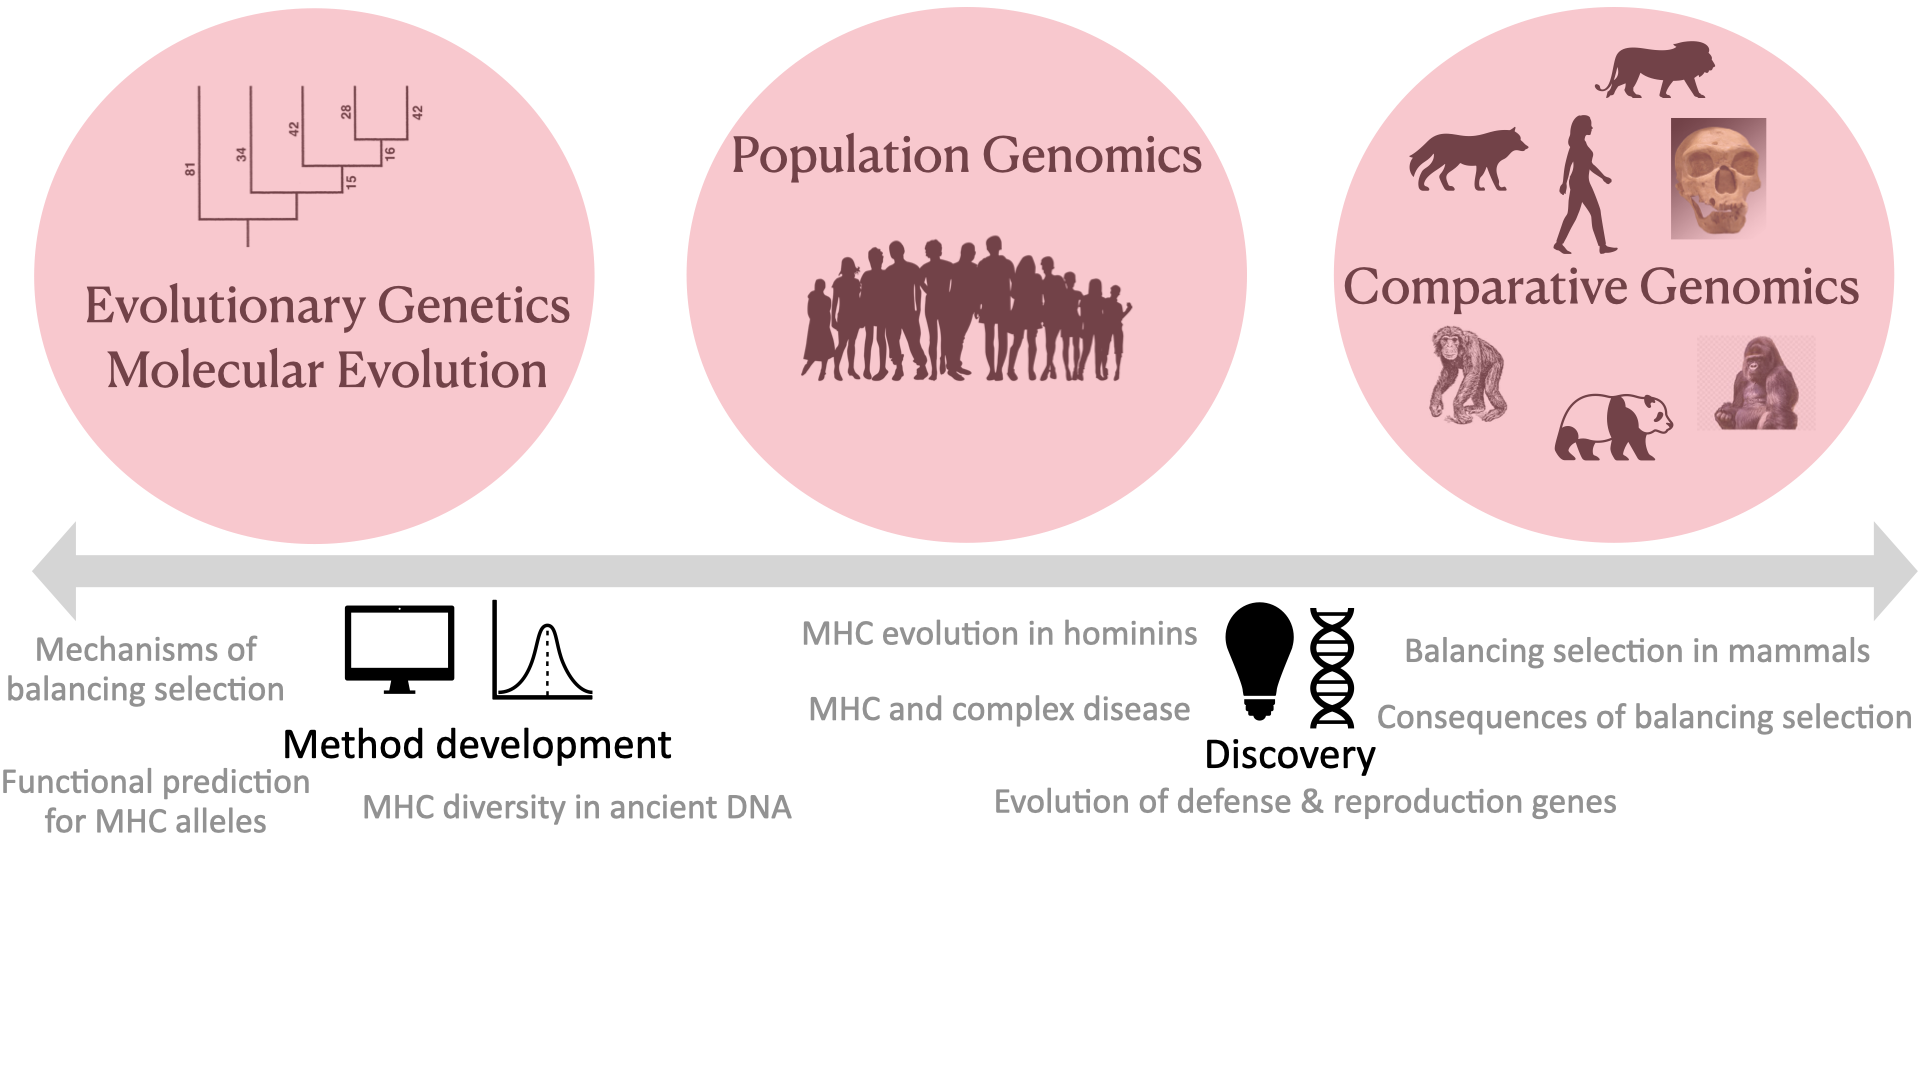 81
34
42
28
42
16
15
Evolutionary Genetics
Molecular Evolution
Population Genomics
Comparative Genomics
Mechanisms of
balancing selection
Method development
Functional prediction
for MHC alleles
MHC diversity in ancient DNA
MHC evolution in hominins
MHC and complex disease
Discovery
Evolution of defense & reproduction genes
Balancing selection in mammals
Consequences of balancing selection